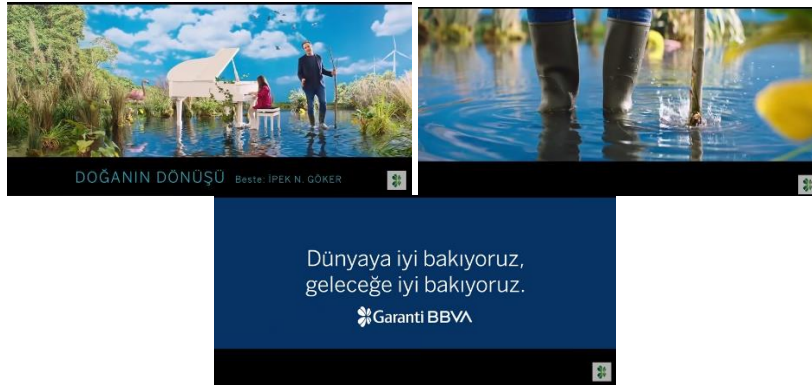 DOĞANIN DÖNÜŞÜ Beste: İPEK N. GÖKER
Dünyaya iyi bakıyoruz,
geleceğe iyi bakıyoruz.
Garanti BBVA